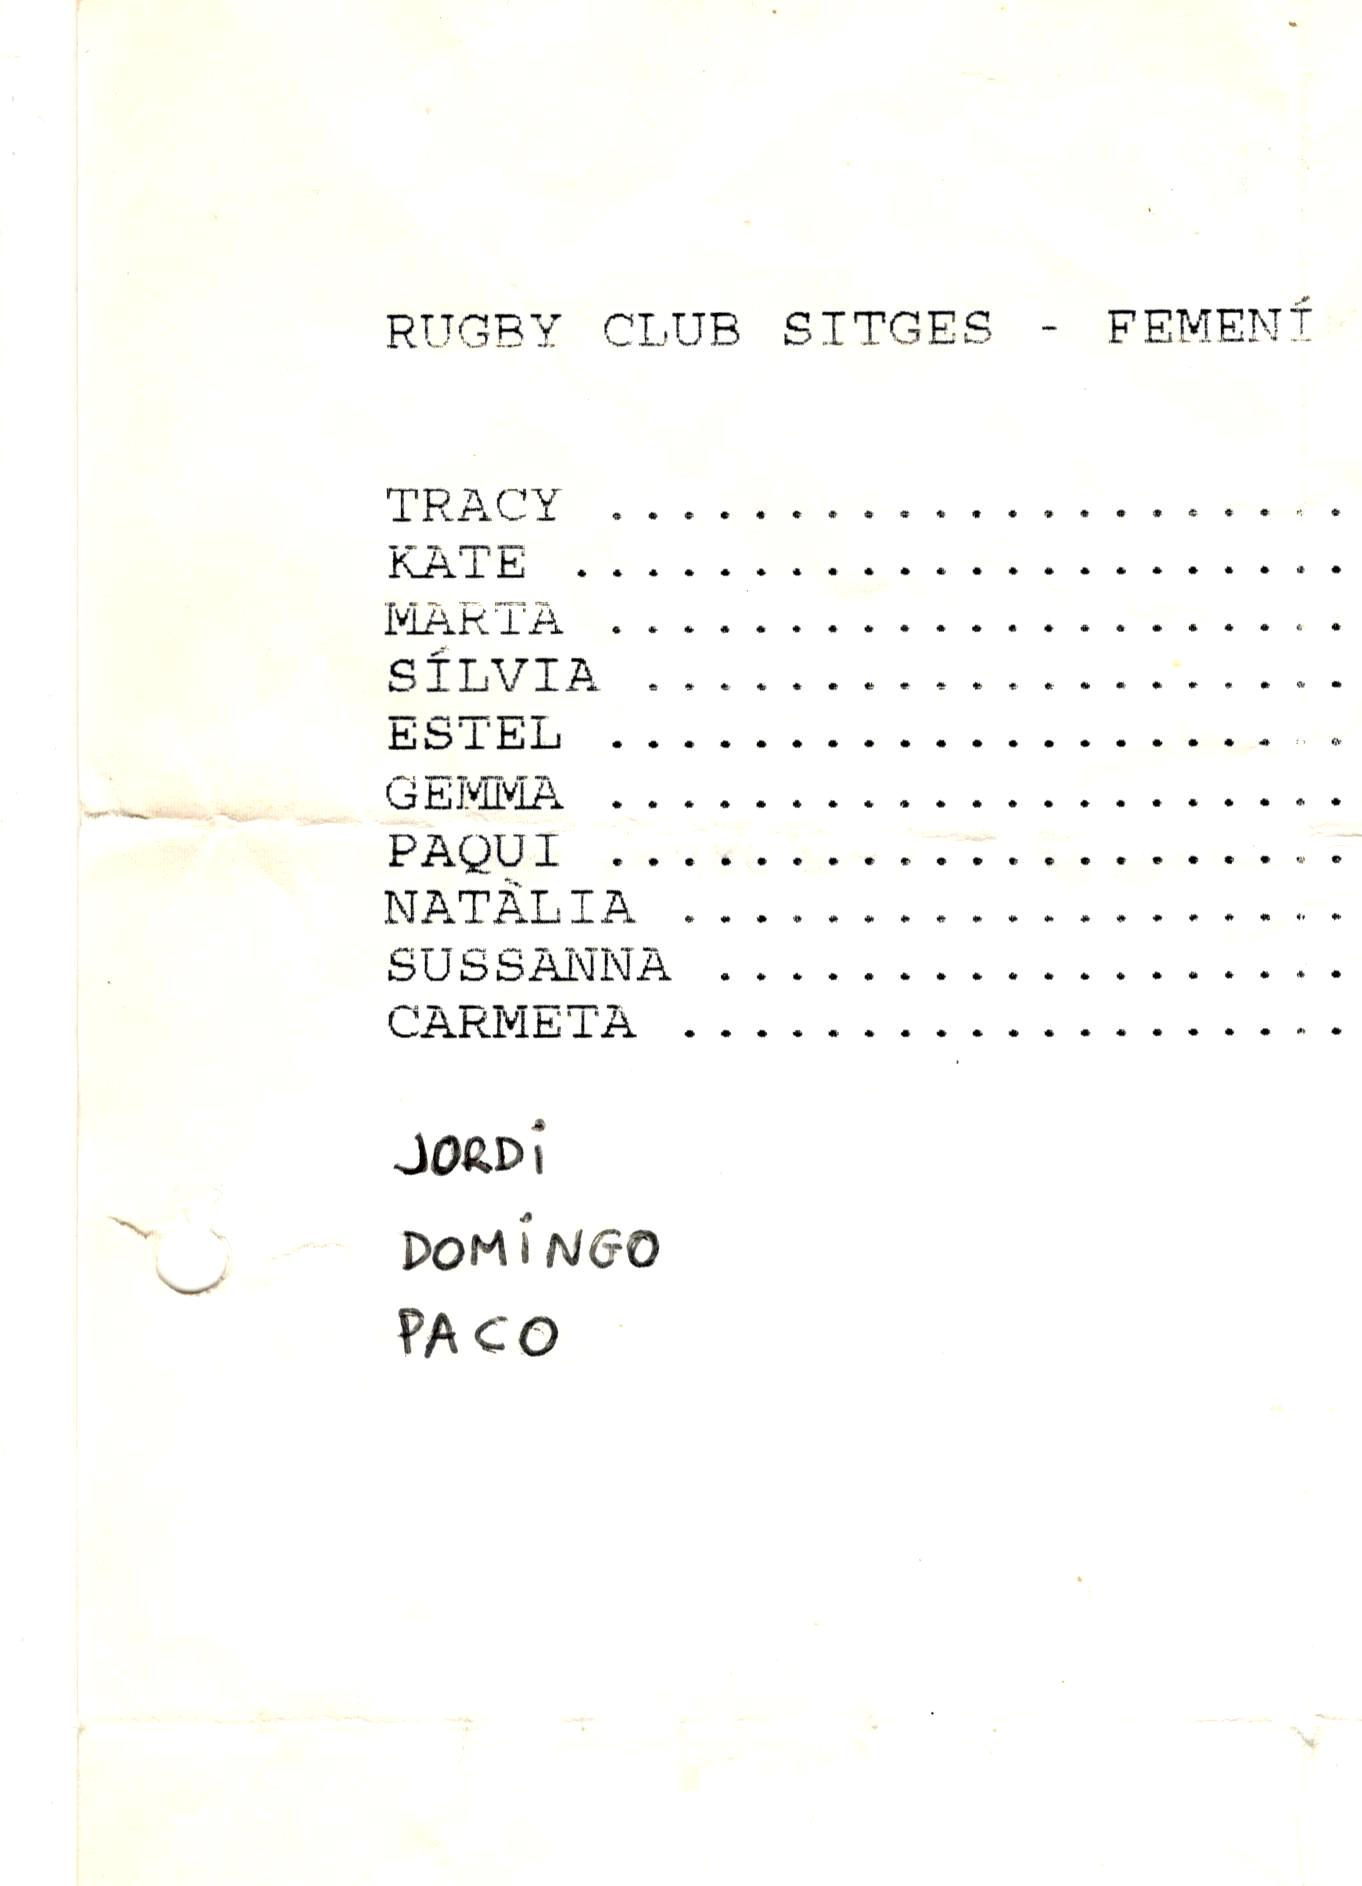 RUGBY CLUB SITGES - FEMENÍ
TRACY .....................
KATE ......................
MARTA .....................
SÍLVIA ....................
ESTEL .....................
GEMMA .....................
PAQUI .....................
NATÀLIA ...................
SUSSANNA ..................
CARMETA ...................
JORDi
DOMiNGO
PACO